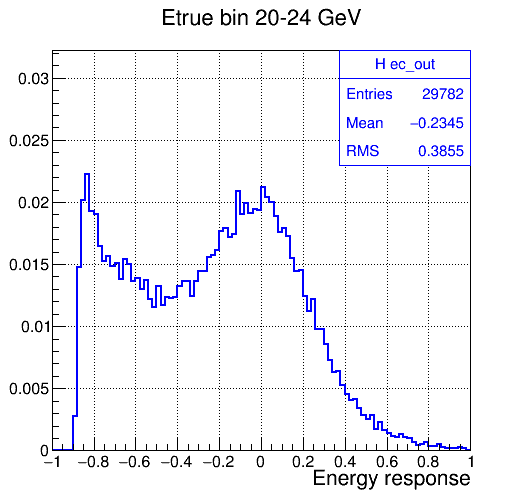 Etrue bin 20-24 GeV
H ec_out
Entries 29782
Mean −0.2345
RMS 0.3855
0.03
0.025
0.02
0.015
0.01
0.005
0
−1 −0.8 −0.6 −0.4 −0.2 0 0.2 0.4 0.6 0.8 1
Energy response